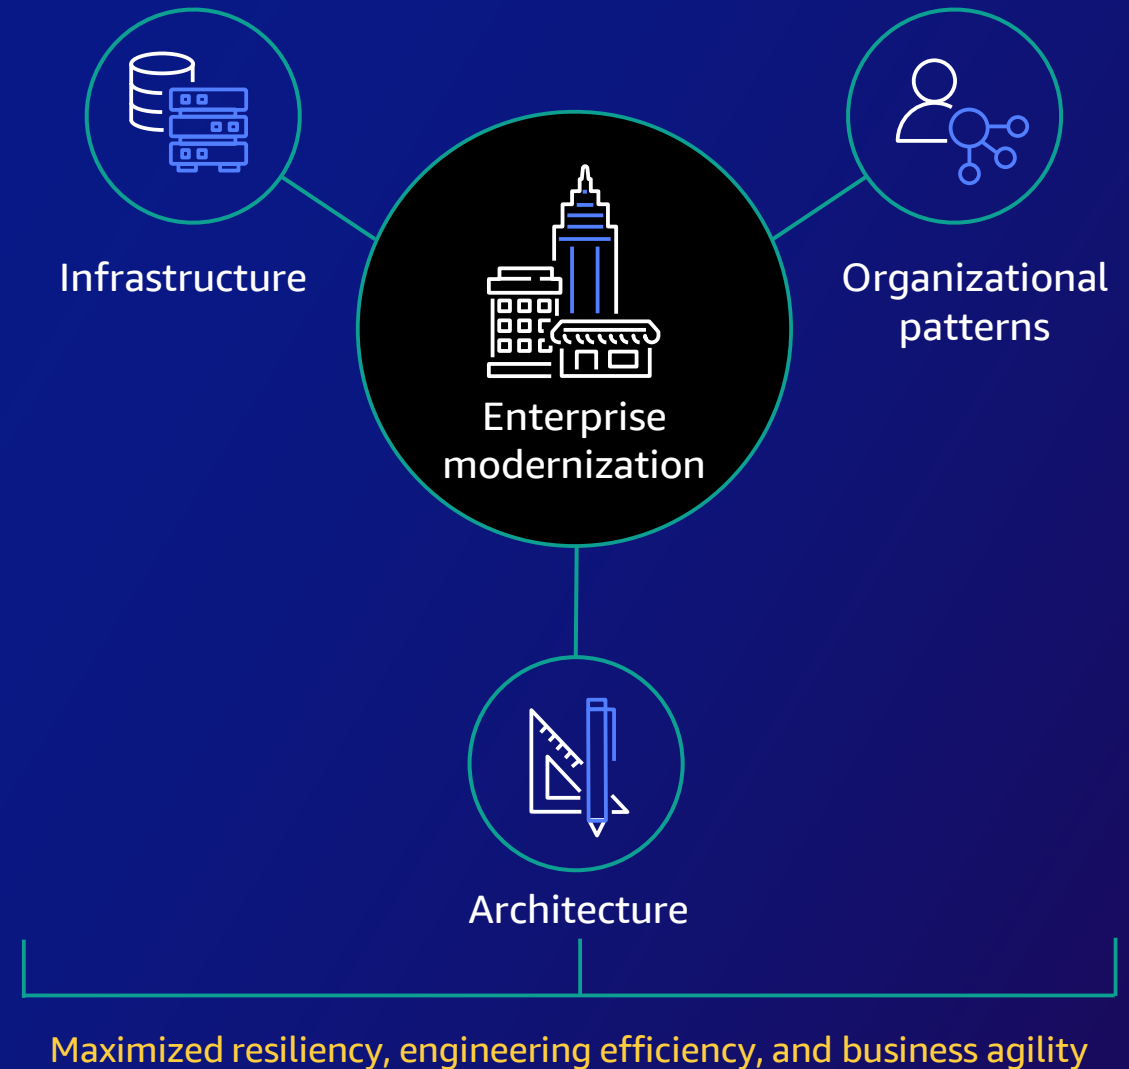 Infrastructure
Organizational
patterns
Enterprise
modernization
Architecture
Maximized resiliency, engineering efficiency, and business agility